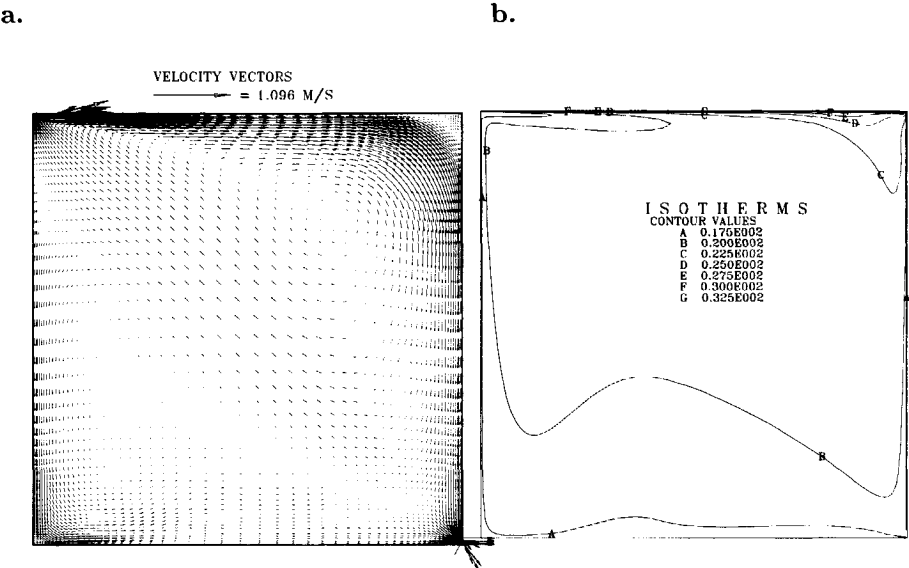 a.
b.
VELOCITY VECTORS
= 1.096 M/S
F E D G F E D
B
C
A
ISOTHERMS
CONTOUR VALUES
A 0.175E002
B 0.200E002
C 0.225E002
D 0.250E002
E 0.275E002
F 0.300E002
G 0.325E002
B
A